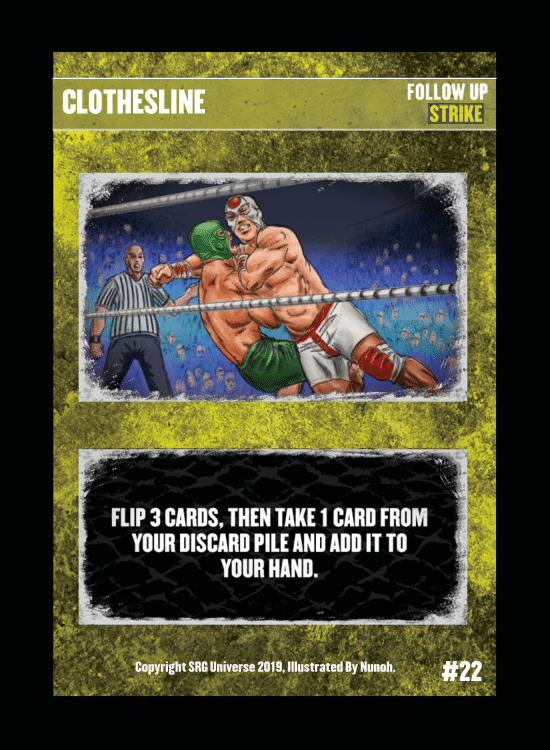 CLOTHESLINE
FOLLOW UP
STRIKE
FLIP 3 CARDS, THEN TAKE 1 CARD FROM
YOUR DISCARD PILE AND ADD IT TO
YOUR HAND.
Copyright SRG Universe 2019, Illustrated By Nunoh.
#22